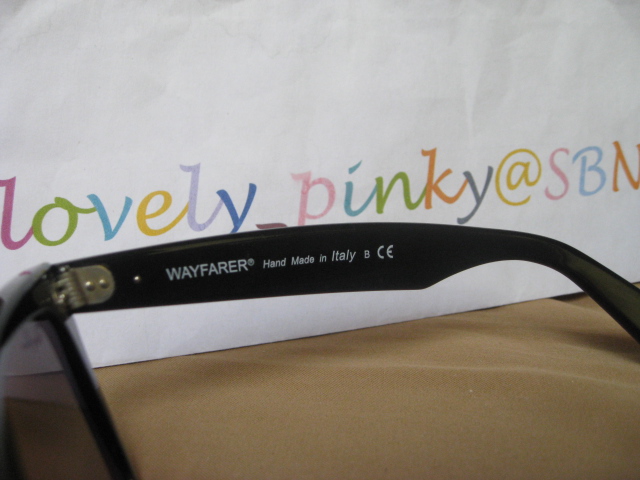 lovely_pinky@SBN
WAYFARER® Hand Made in Italy B CE